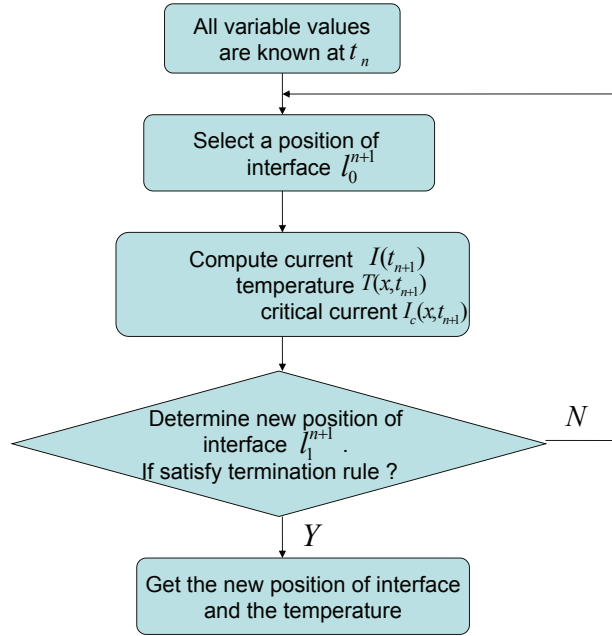 All variable values
are known at $t_n$
Select a position of
interface $l_0^{n+1}$
Compute current $I(t_{n+1})$
temperature $T(x,t_{n+1})$
critical current $I_c(x,t_{n+1})$
Determine new position of
interface $l_1^{n+1}$ .
If satisfy termination rule ?
N
Y
Get the new position of interface
and the temperature